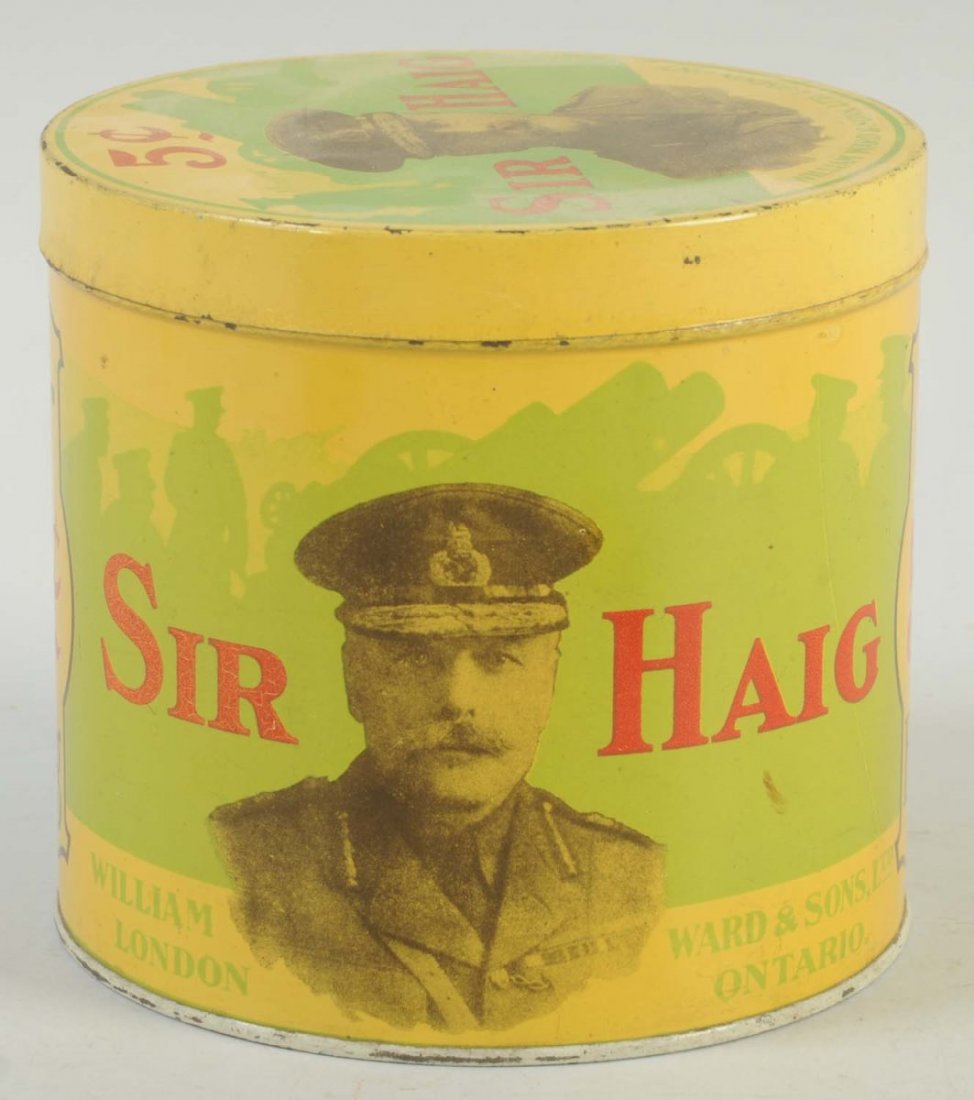 5¢
SIR HAIG
SIR HAIG
WILLIAM WARD & SONS, LTD
LONDON ONTARIO.